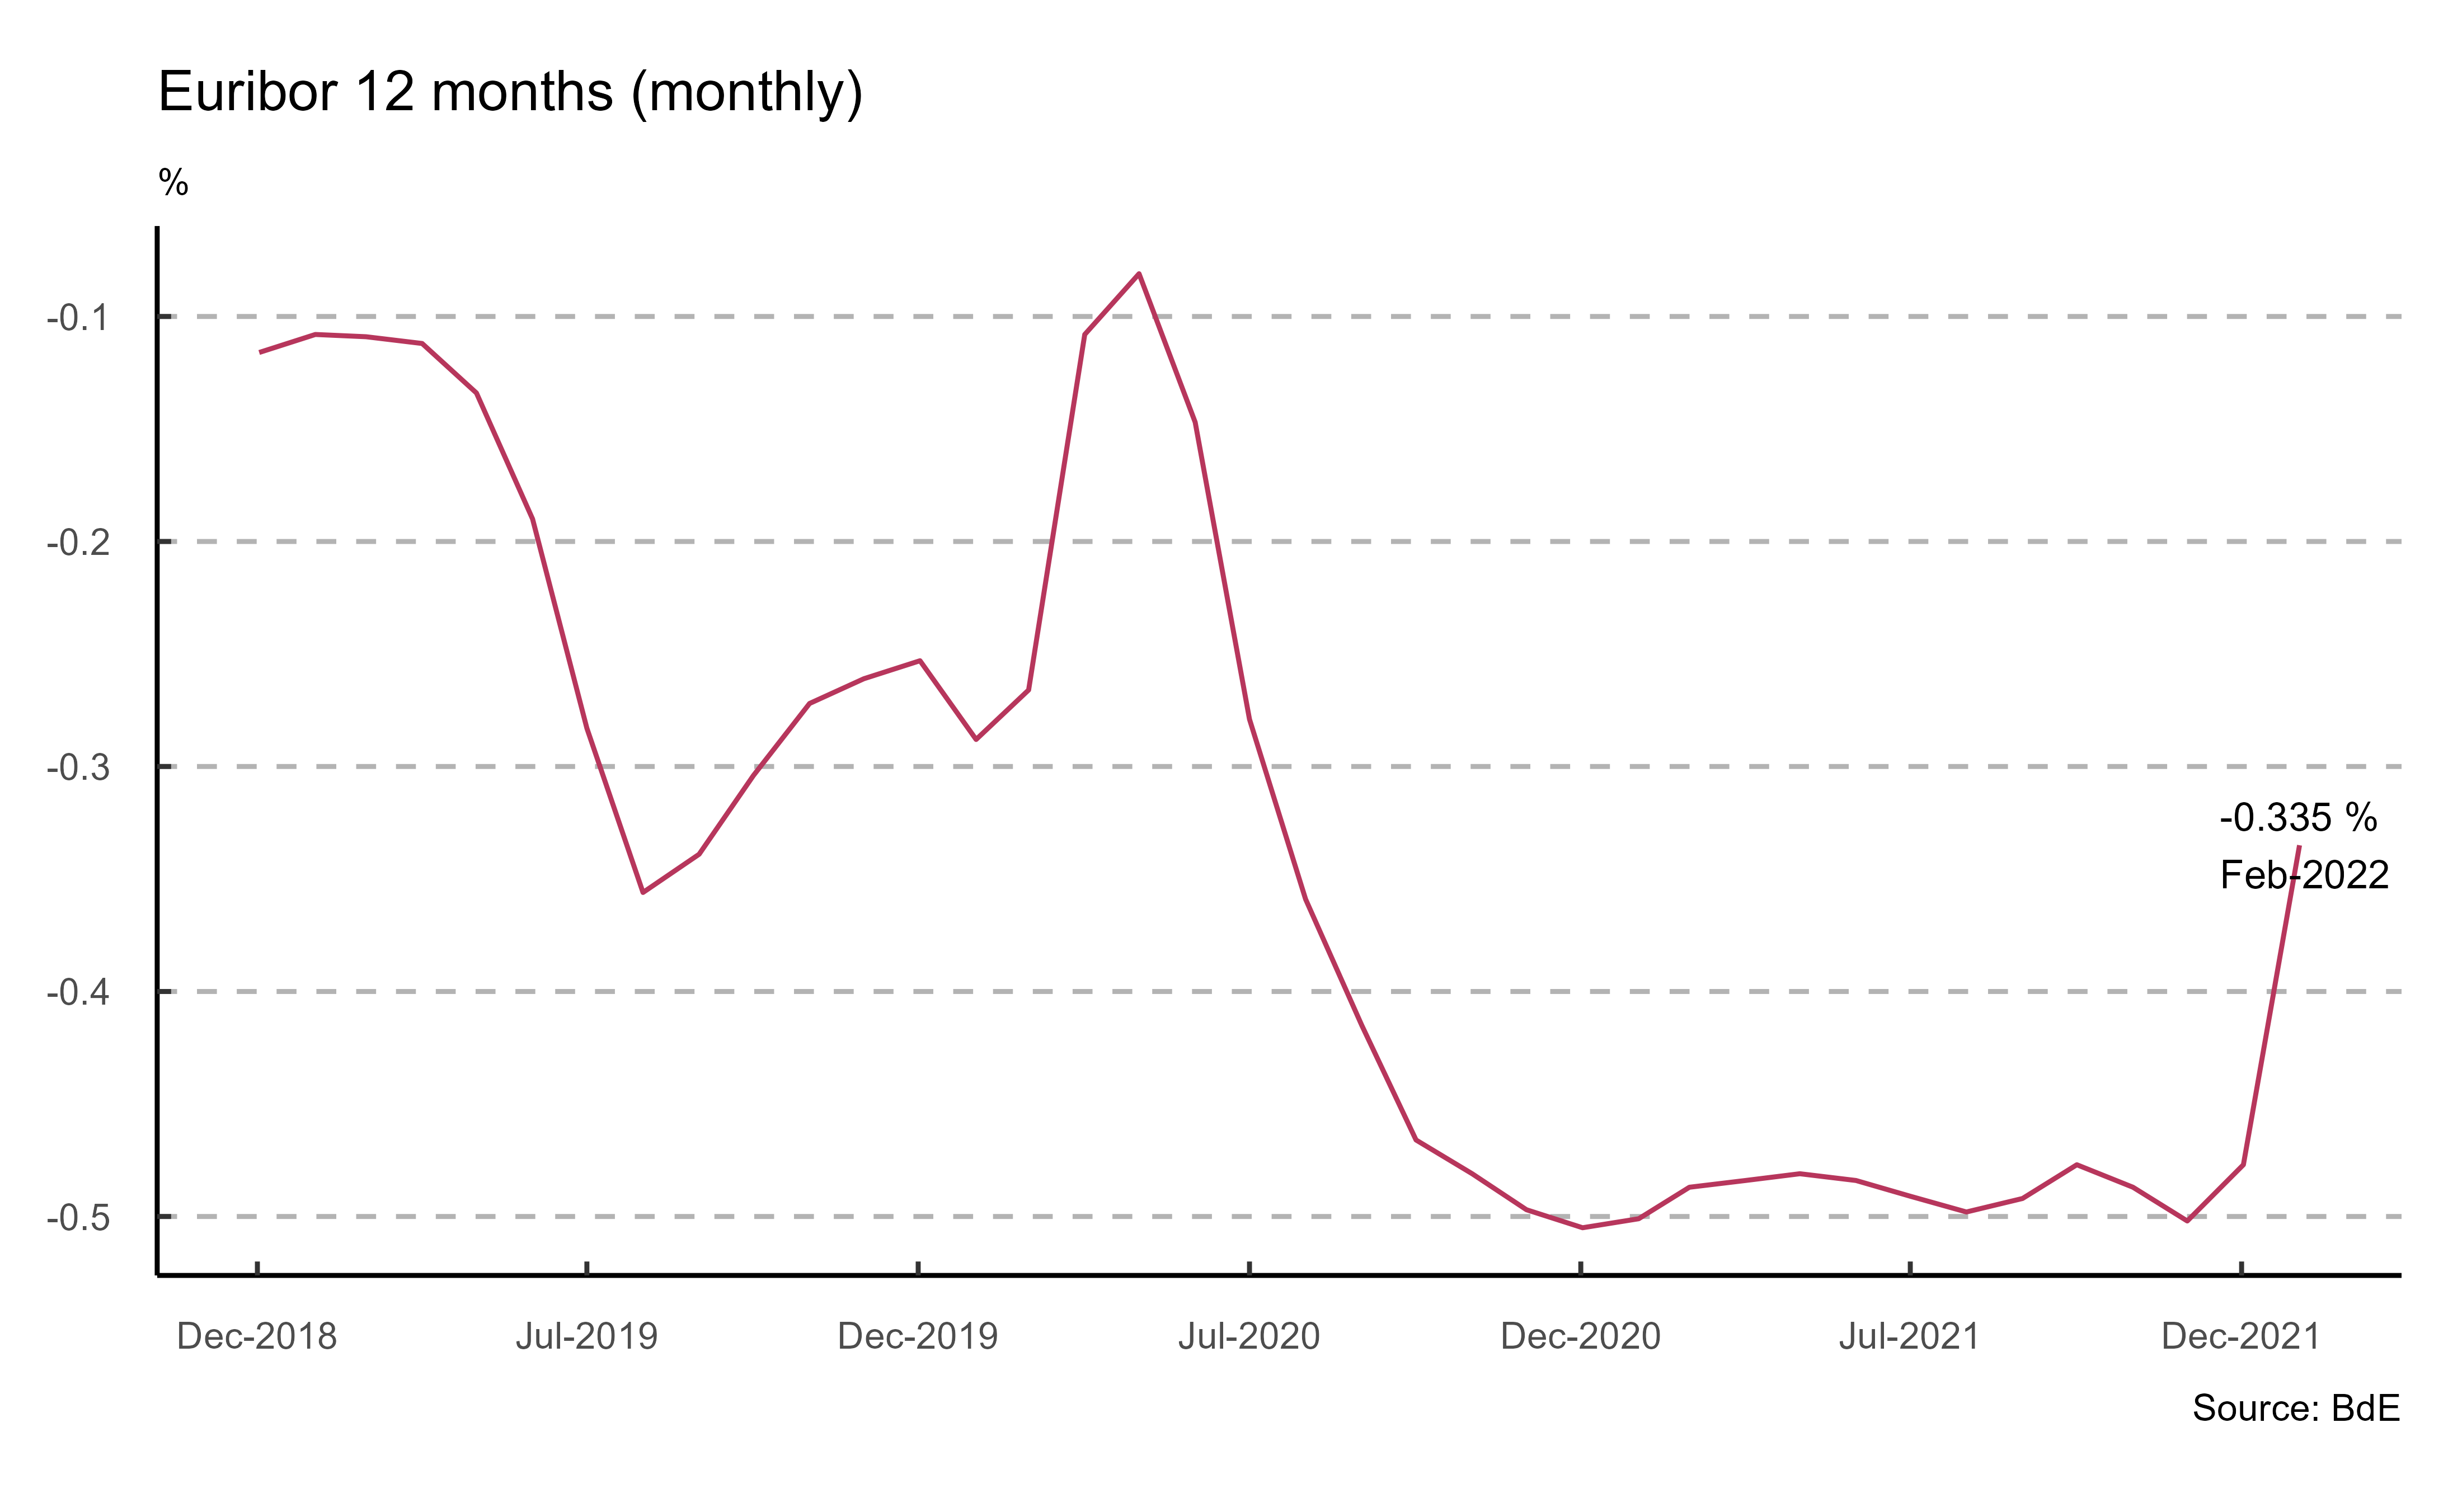 Euribor 12 months (monthly)
%
-0.1
-0.2
-0.3
-0.335 %
Feb-2022
-0.4
-0.5
Dec-2018 Jul-2019 Dec-2019 Jul-2020 Dec-2020 Jul-2021 Dec-2021
Source: BdE